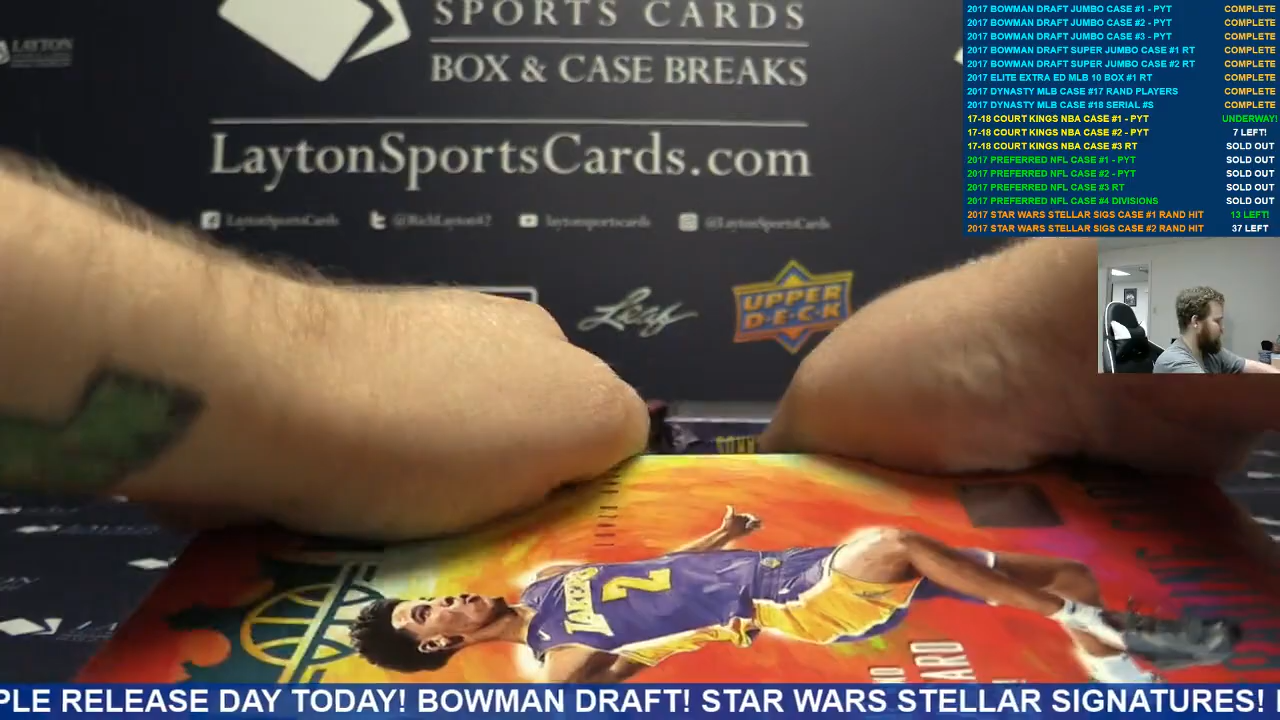 SPORTS CARDS
BOX & CASE BREAKS
LaytonSportsCards.com
LaytonSportsCards @RichLayton42 laytonsportscards @LaytonSportsCards
LAYTON
Leaf
UPPER
DECK
2017 BOWMAN DRAFT JUMBO CASE #1 - PYT COMPLETE
2017 BOWMAN DRAFT JUMBO CASE #2 - PYT COMPLETE
2017 BOWMAN DRAFT JUMBO CASE #3 - PYT COMPLETE
2017 BOWMAN DRAFT SUPER JUMBO CASE #1 RT COMPLETE
2017 BOWMAN DRAFT SUPER JUMBO CASE #2 RT COMPLETE
2017 ELITE EXTRA ED MLB 10 BOX #1 RT COMPLETE
2017 DYNASTY MLB CASE #17 RAND PLAYERS COMPLETE
2017 DYNASTY MLB CASE #18 SERIAL #S COMPLETE
17-18 COURT KINGS NBA CASE #1 - PYT UNDERWAY!
17-18 COURT KINGS NBA CASE #2 - PYT 7 LEFT!
17-18 COURT KINGS NBA CASE #3 RT SOLD OUT
2017 PREFERRED NFL CASE #1 - PYT SOLD OUT
2017 PREFERRED NFL CASE #2 - PYT SOLD OUT
2017 PREFERRED NFL CASE #3 RT SOLD OUT
2017 PREFERRED NFL CASE #4 DIVISIONS SOLD OUT
2017 STAR WARS STELLAR SIGS CASE #1 RAND HIT 13 LEFT!
2017 STAR WARS STELLAR SIGS CASE #2 RAND HIT 37 LEFT
LAKERS
2
PLE RELEASE DAY TODAY! BOWMAN DRAFT! STAR WARS STELLAR SIGNATURES!